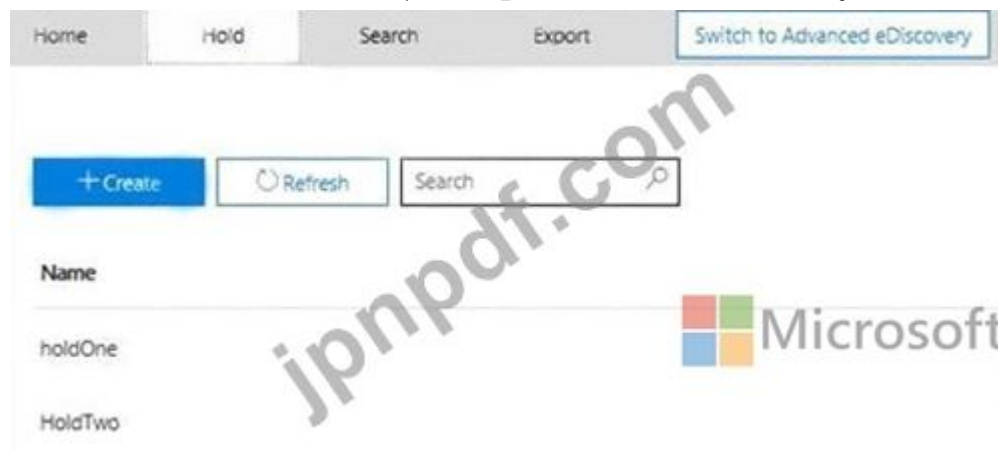 Home Hold Search Export Switch to Advanced eDiscovery
+ Create Refresh Search
Name
holdOne
HoldTwo
Microsoft
jpnpdf.com